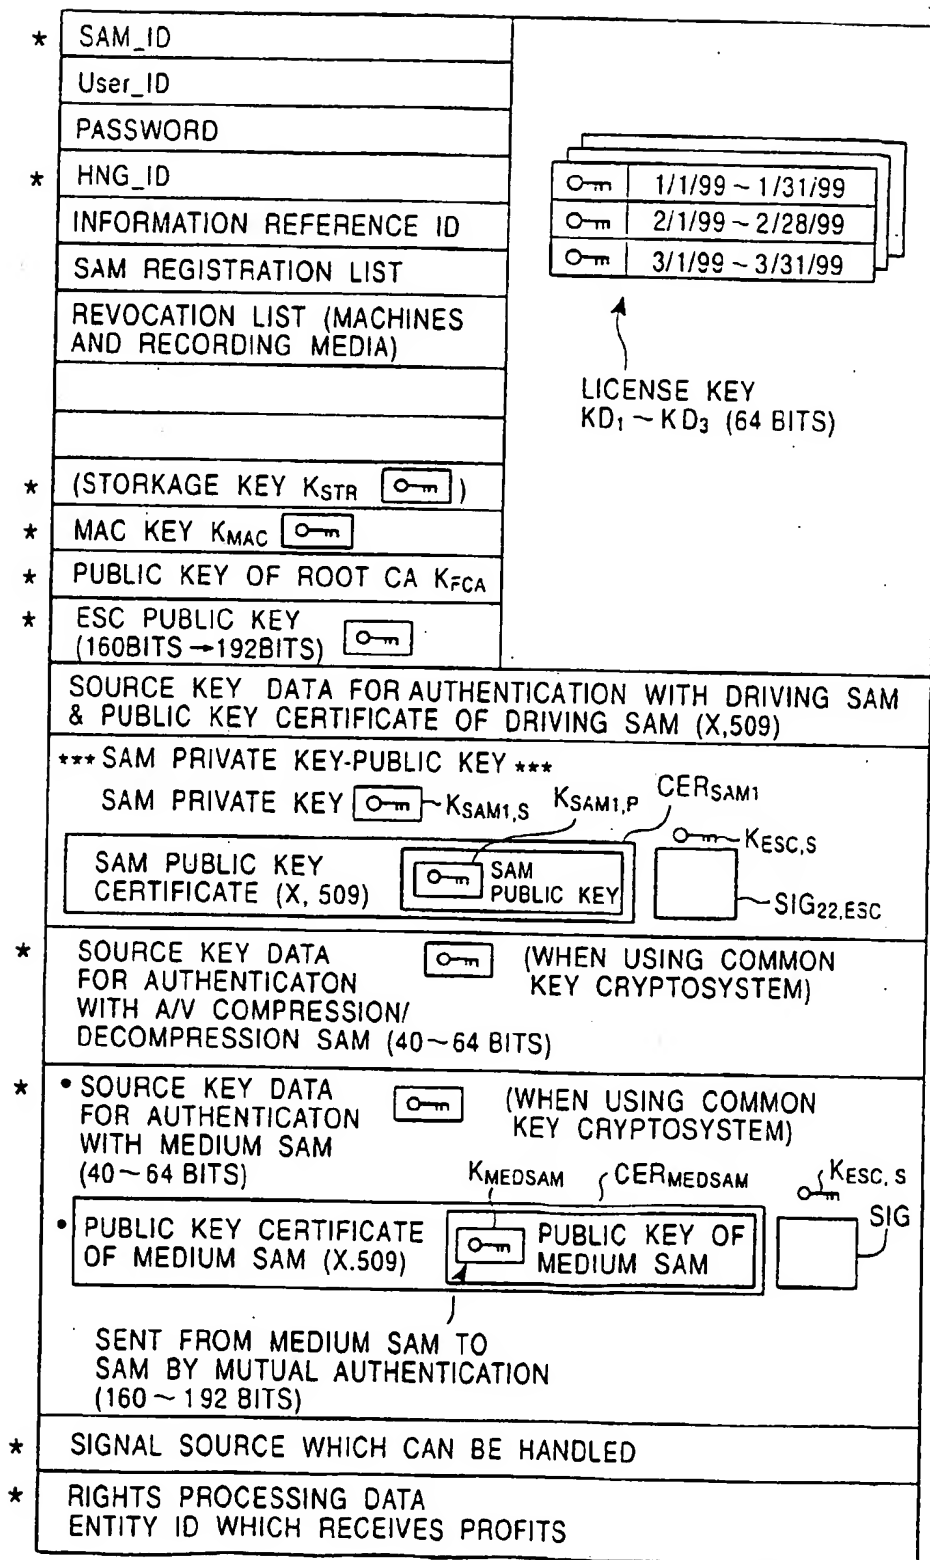 * SAM_ID
User_ID
PASSWORD
* HNG_ID
INFORMATION REFERENCE ID
SAM REGISTRATION LIST
REVOCATION LIST (MACHINES
AND RECORDING MEDIA)
1/1/99 ~ 1/31/99
2/1/99 ~ 2/28/99
3/1/99 ~ 3/31/99
LICENSE KEY
KD1 ~ KD3 (64 BITS)
* (STORKAGE KEY KSTR )
* MAC KEY KMAC
* PUBLIC KEY OF ROOT CA KFCA
* ESC PUBLIC KEY
(160BITS → 192BITS)
SOURCE KEY DATA FOR AUTHENTICATION WITH DRIVING SAM
& PUBLIC KEY CERTIFICATE OF DRIVING SAM (X,509)
*** SAM PRIVATE KEY-PUBLIC KEY ***
SAM PRIVATE KEY KSAM1,S KSAM1,P CERSAM1
KESC,S
SAM PUBLIC KEY
CERTIFICATE (X, 509)
SAM
PUBLIC KEY
SIG22,ESC
* SOURCE KEY DATA
FOR AUTHENTICATON
WITH A/V COMPRESSION/
DECOMPRESSION SAM (40~64 BITS)
(WHEN USING COMMON
KEY CRYPTOSYSTEM)
* • SOURCE KEY DATA
FOR AUTHENTICATON
WITH MEDIUM SAM
(40~64 BITS)
(WHEN USING COMMON
KEY CRYPTOSYSTEM)
KMEDSAM CERMEDSAM KESC, S
SIG
• PUBLIC KEY CERTIFICATE
OF MEDIUM SAM (X.509)
PUBLIC KEY OF
MEDIUM SAM
SENT FROM MEDIUM SAM TO
SAM BY MUTUAL AUTHENTICATION
(160 ~ 192 BITS)
* SIGNAL SOURCE WHICH CAN BE HANDLED
* RIGHTS PROCESSING DATA
ENTITY ID WHICH RECEIVES PROFITS